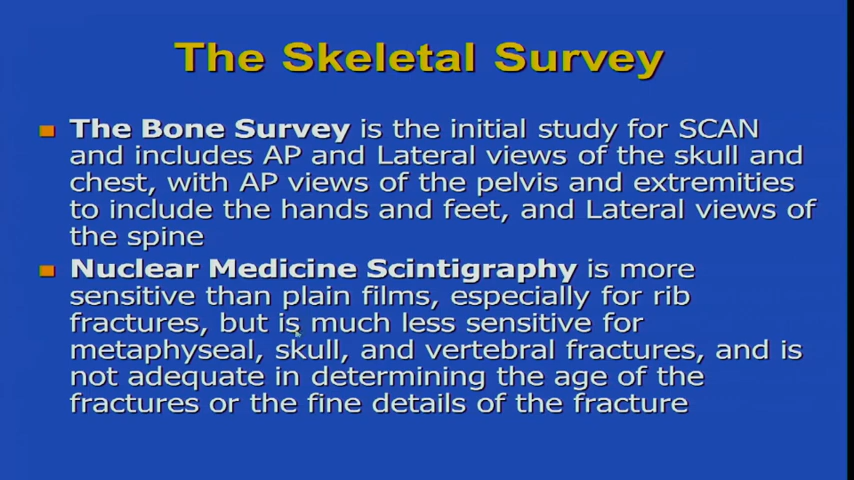 The Skeletal Survey
The Bone Survey is the initial study for SCAN
and includes AP and Lateral views of the skull and
chest, with AP views of the pelvis and extremities
to include the hands and feet, and Lateral views of
the spine
Nuclear Medicine Scintigraphy is more
sensitive than plain films, especially for rib
fractures, but is much less sensitive for
metaphyseal, skull, and vertebral fractures, and is
not adequate in determining the age of the
fractures or the fine details of the fracture